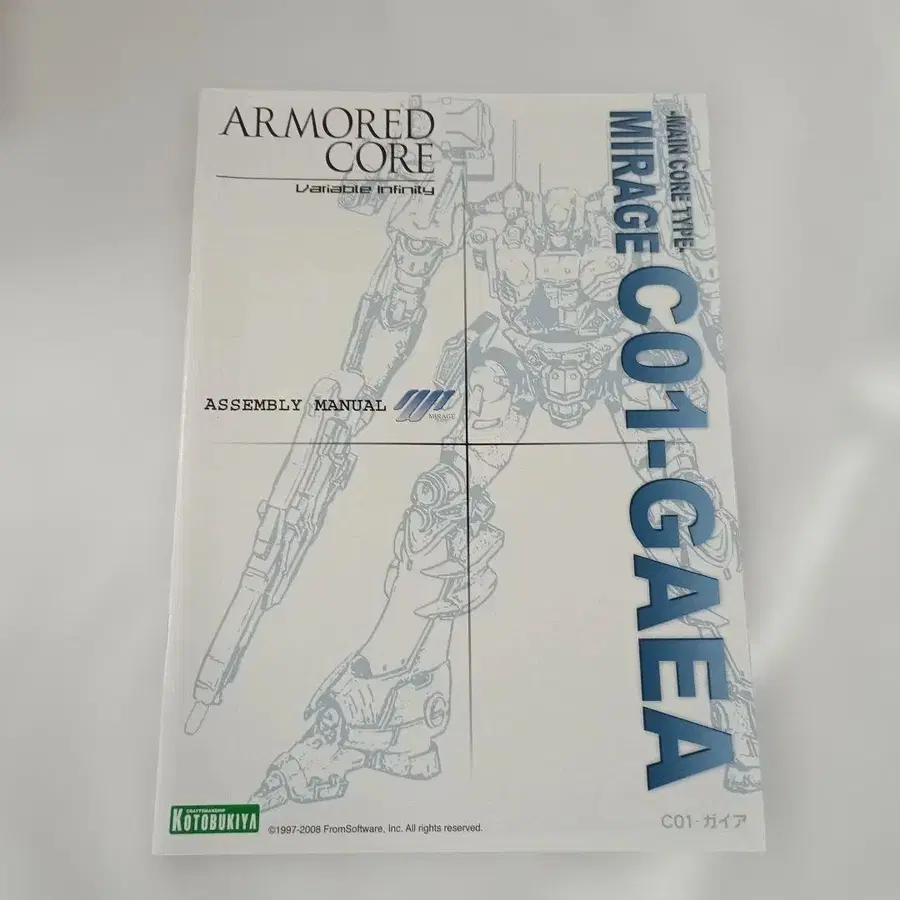 ARMORED
CORE
Variable Infinity
-MAIN CORE TYPE-
MIRAGE C01-GAEA
ASSEMBLY MANUAL
MIRAGE
CRAFTSMANSHIP
KOTOBUKIYA
©1997-2008 FromSoftware, Inc. All rights reserved.
C01-ガイア